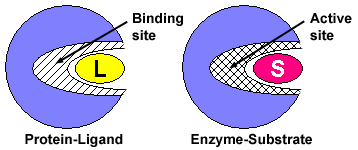 Binding
site
L
Protein-Ligand
Active
site
S
Enzyme-Substrate